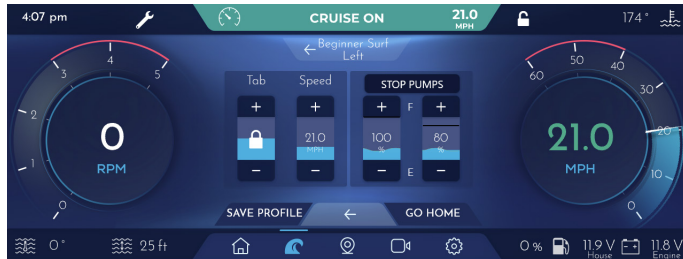 4:07 pm
CRUISE ON
21.0
MPH
174°
Beginner Surf
Left
Tab
Speed
STOP PUMPS
+
+
+
F
+
21.0
MPH
100
%
80
%
-
-
-
E
-
0
1
2
3
4
5
0
RPM
60
50
40
30
20
10
0
21.0
MPH
SAVE PROFILE
GO HOME
0°
25 ft
0 %
11.9 V
House
11.8 V
Engine